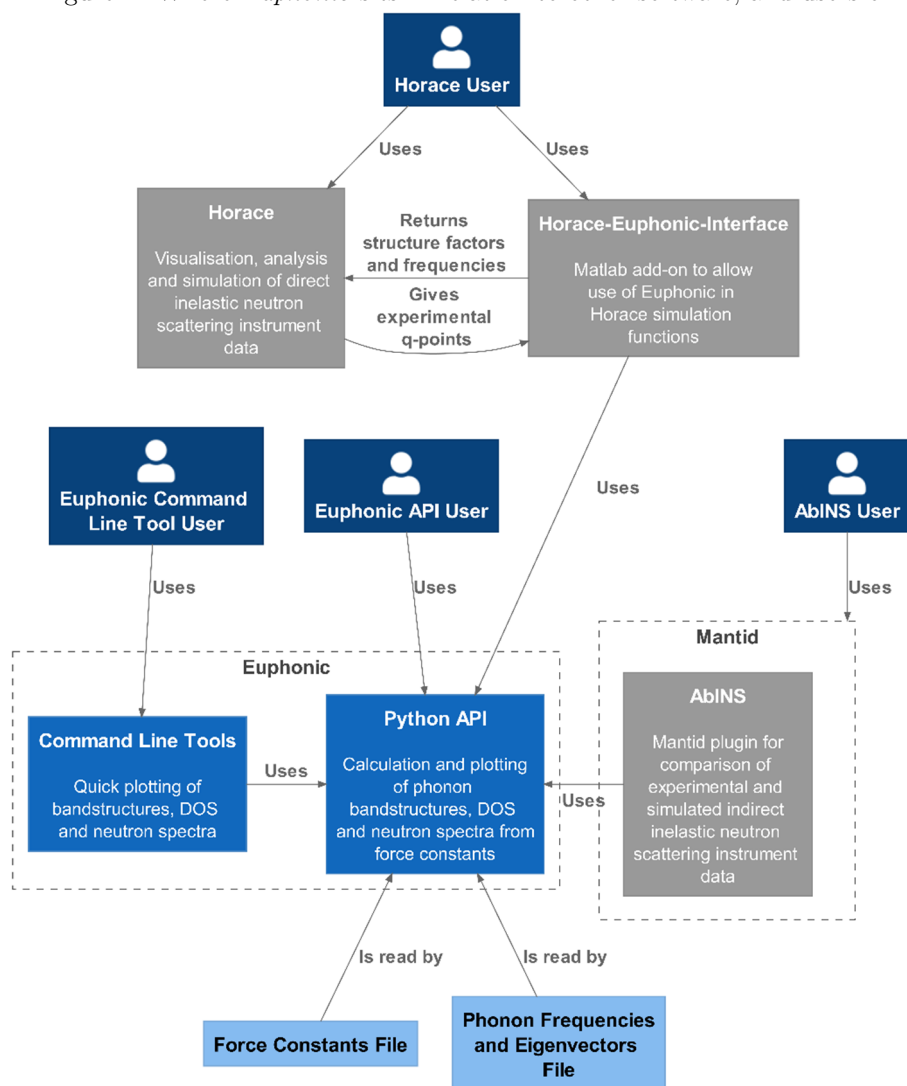 Horace User
Uses
Uses
Horace
Visualisation, analysis
and simulation of direct
inelastic neutron
scattering instrument
data
Returns
structure factors
and frequencies
Gives
experimental
q-points
Horace-Euphonic-Interface
Matlab add-on to allow
use of Euphonic in
Horace simulation
functions
Euphonic Command
Line Tool User
Euphonic API User
Uses
AbINS User
Uses
Uses
Uses
Euphonic
Mantid
Command Line Tools
Quick plotting of
bandstructures, DOS
and neutron spectra
Uses
Python API
Calculation and plotting
of phonon
bandstructures, DOS
and neutron spectra from
force constants
Uses
AbINS
Mantid plugin for
comparison of
experimental and
simulated indirect
inelastic neutron
scattering instrument
data
Is read by
Is read by
Force Constants File
Phonon Frequencies
and Eigenvectors
File